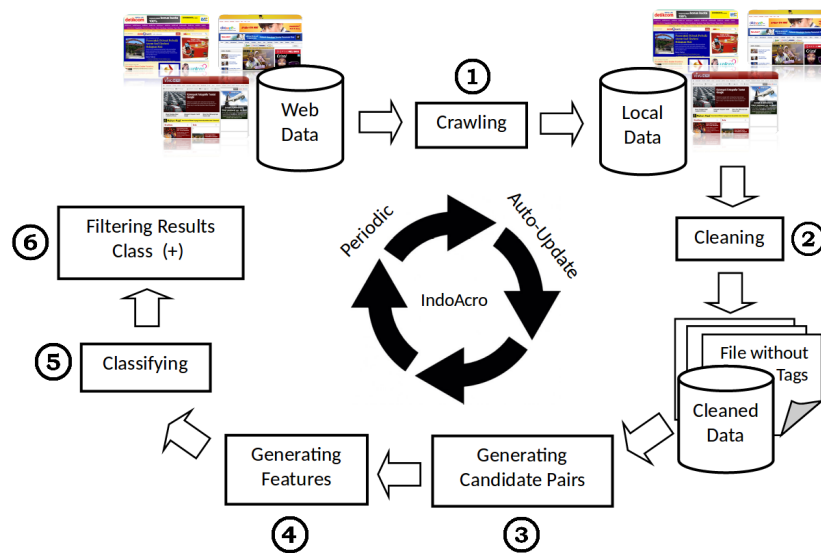 1
Web
Data
Crawling
Local
Data
6
Filtering Results
Class (+)
Periodic
Auto-Update
Cleaning
2
IndoAcro
5
Classifying
File without
Tags
Cleaned
Data
Generating
Features
Generating
Candidate Pairs
4
3